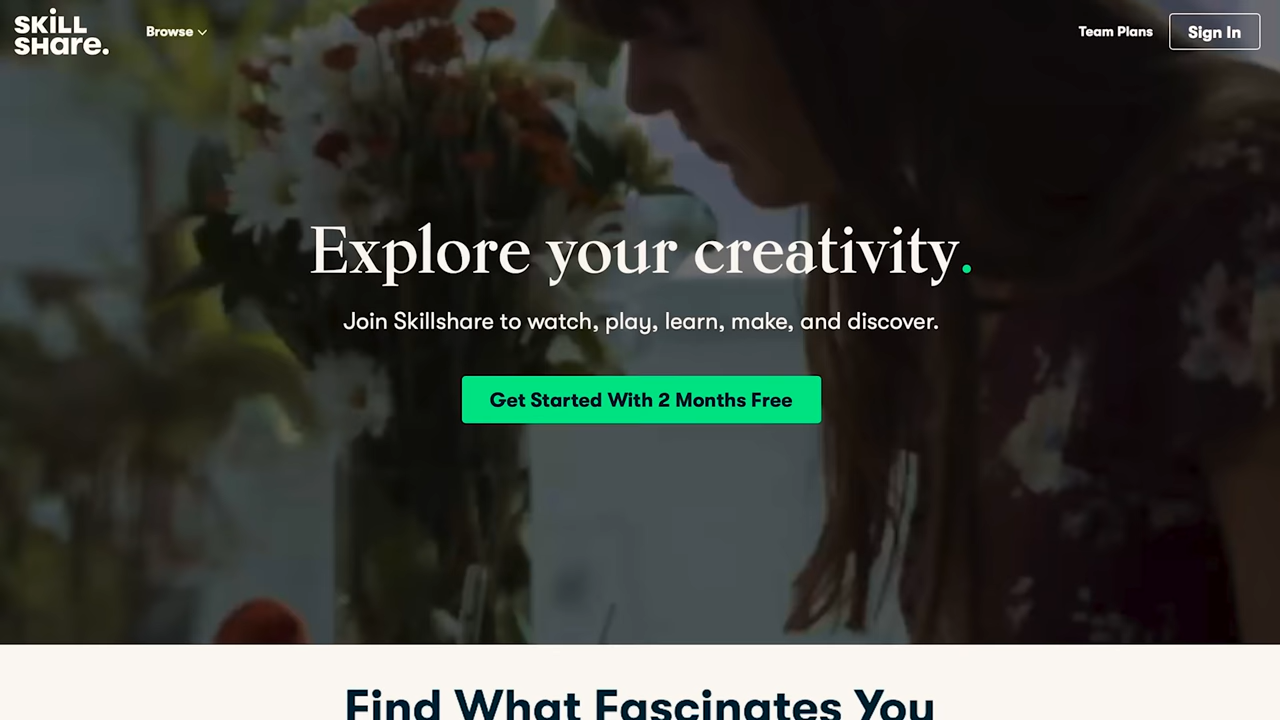 SKiLL
SHare.
Browse
Team Plans
Sign In
Explore your creativity.
Join Skillshare to watch, play, learn, make, and discover.
Get Started With 2 Months Free
Find What Fascinates You